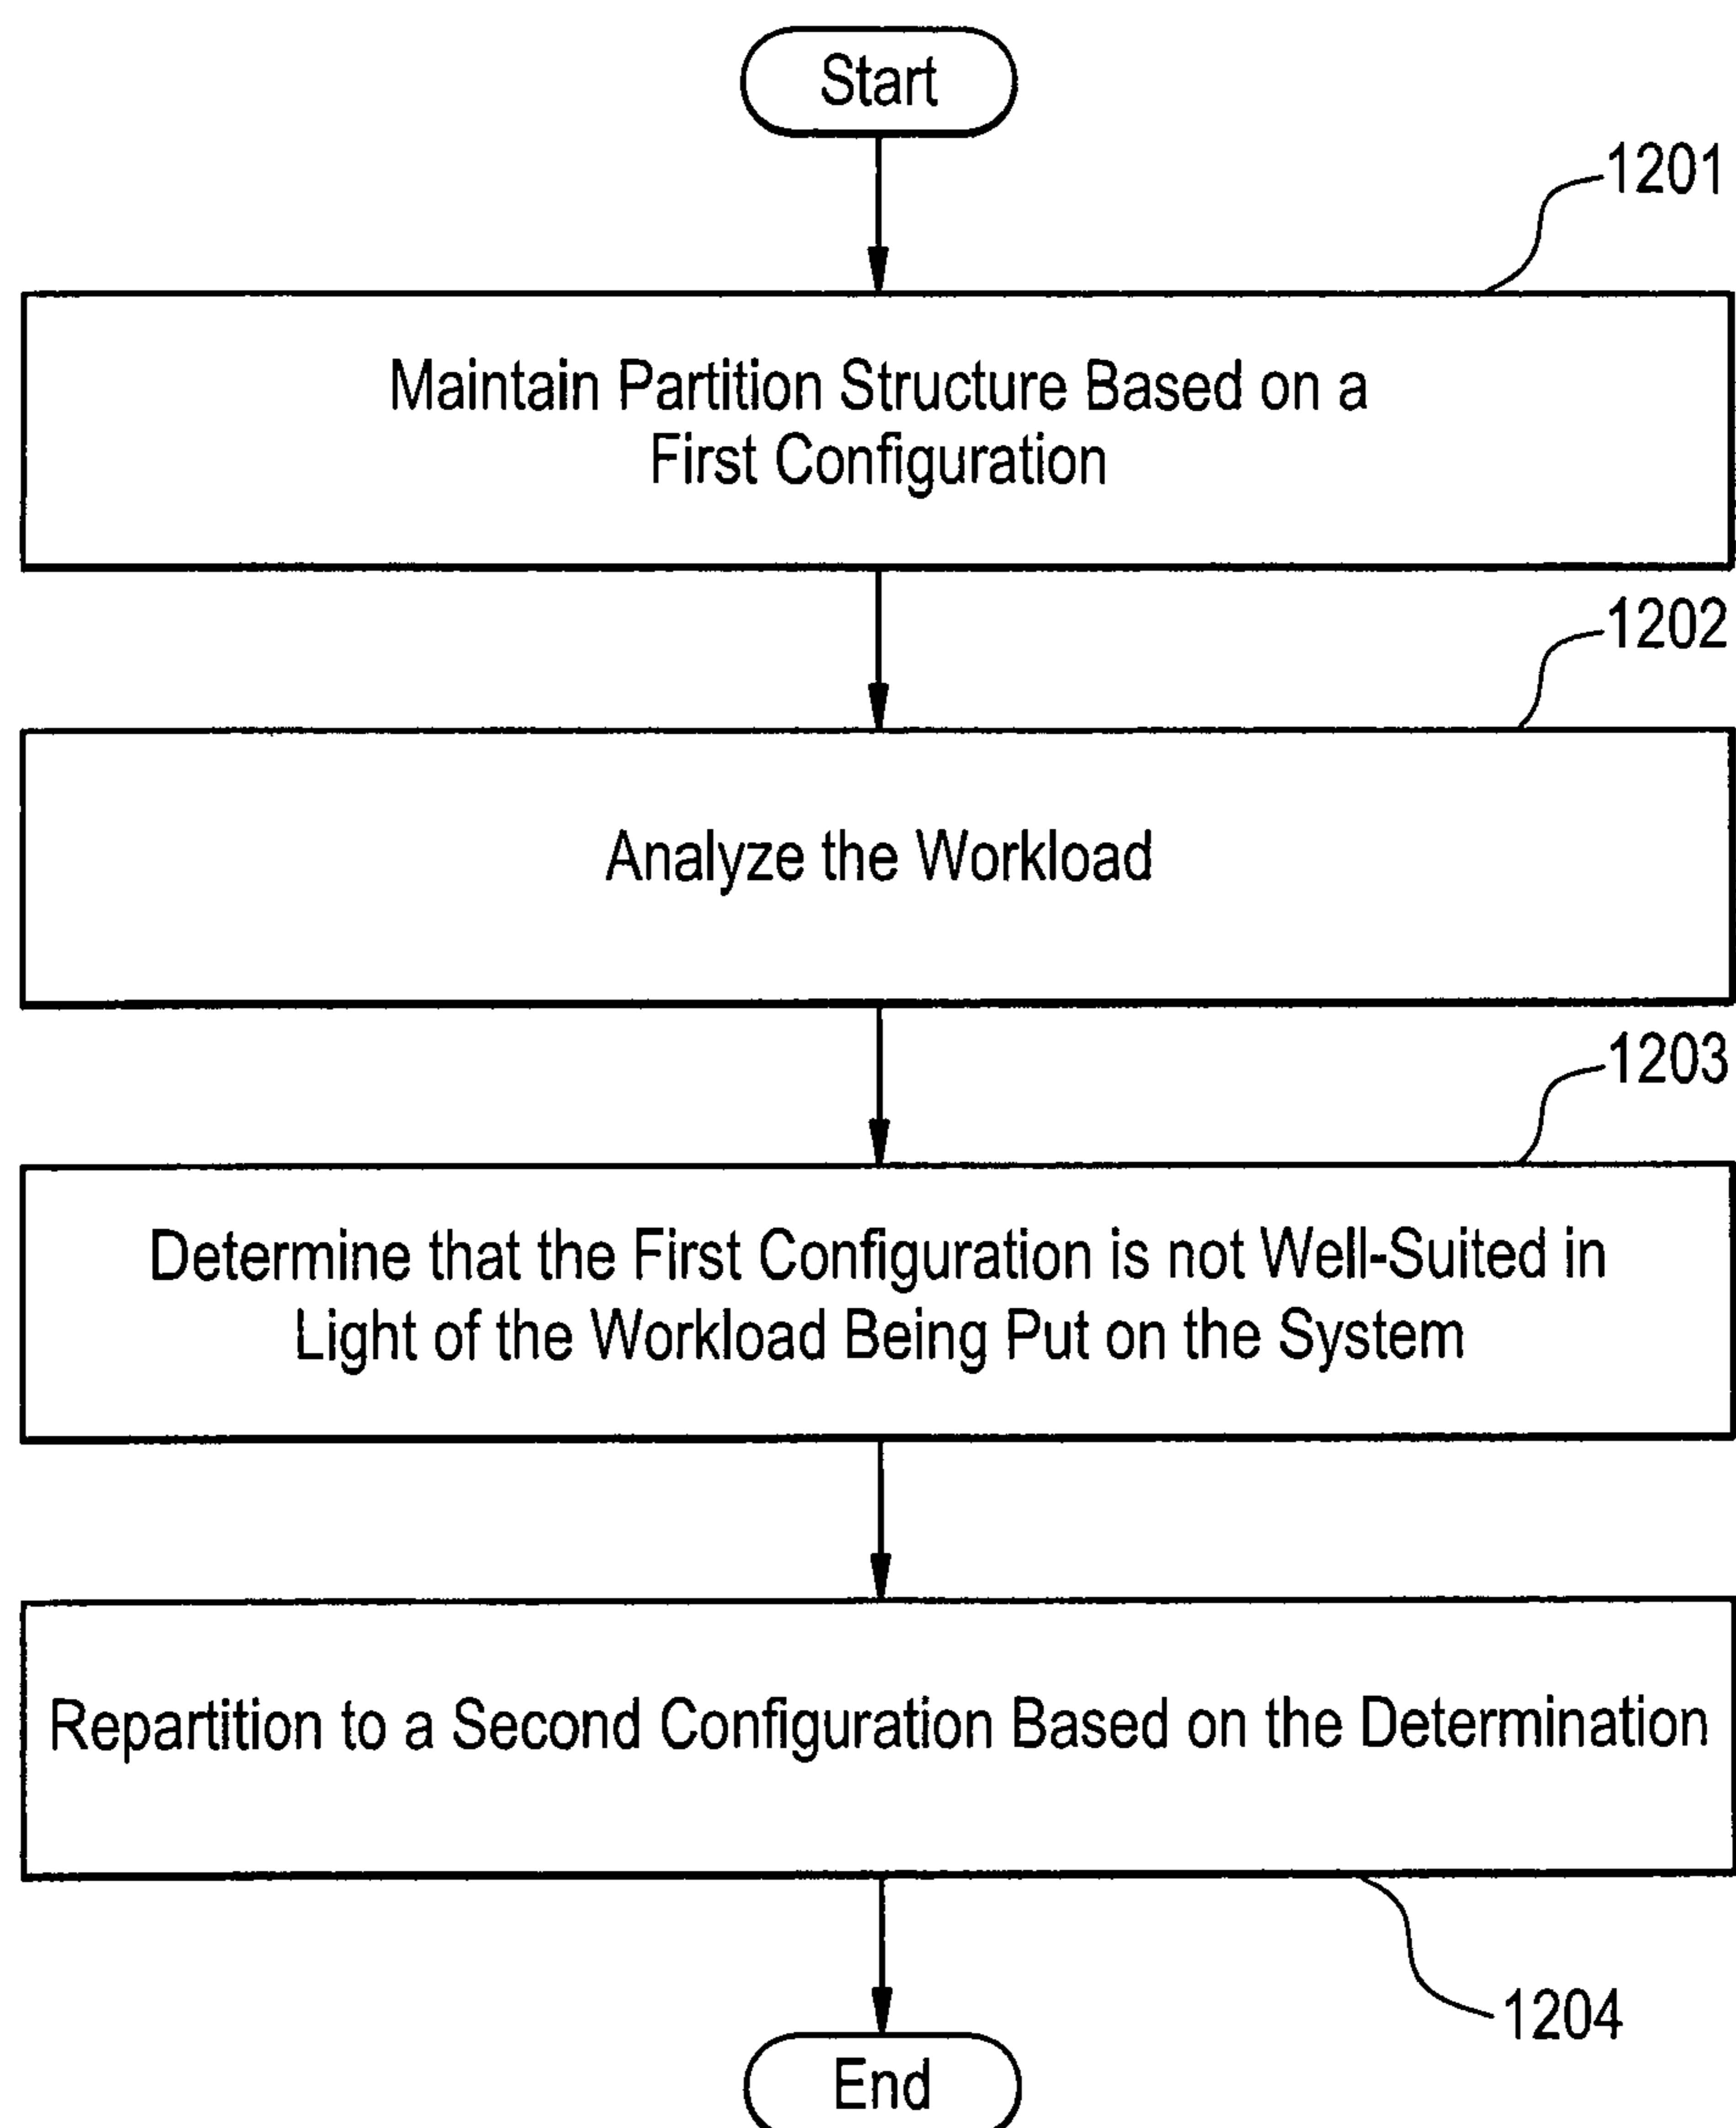 Start
1201
Maintain Partition Structure Based on a
First Configuration
1202
Analyze the Workload
1203
Determine that the First Configuration is not Well-Suited in
Light of the Workload Being Put on the System
Repartition to a Second Configuration Based on the Determination
1204
End